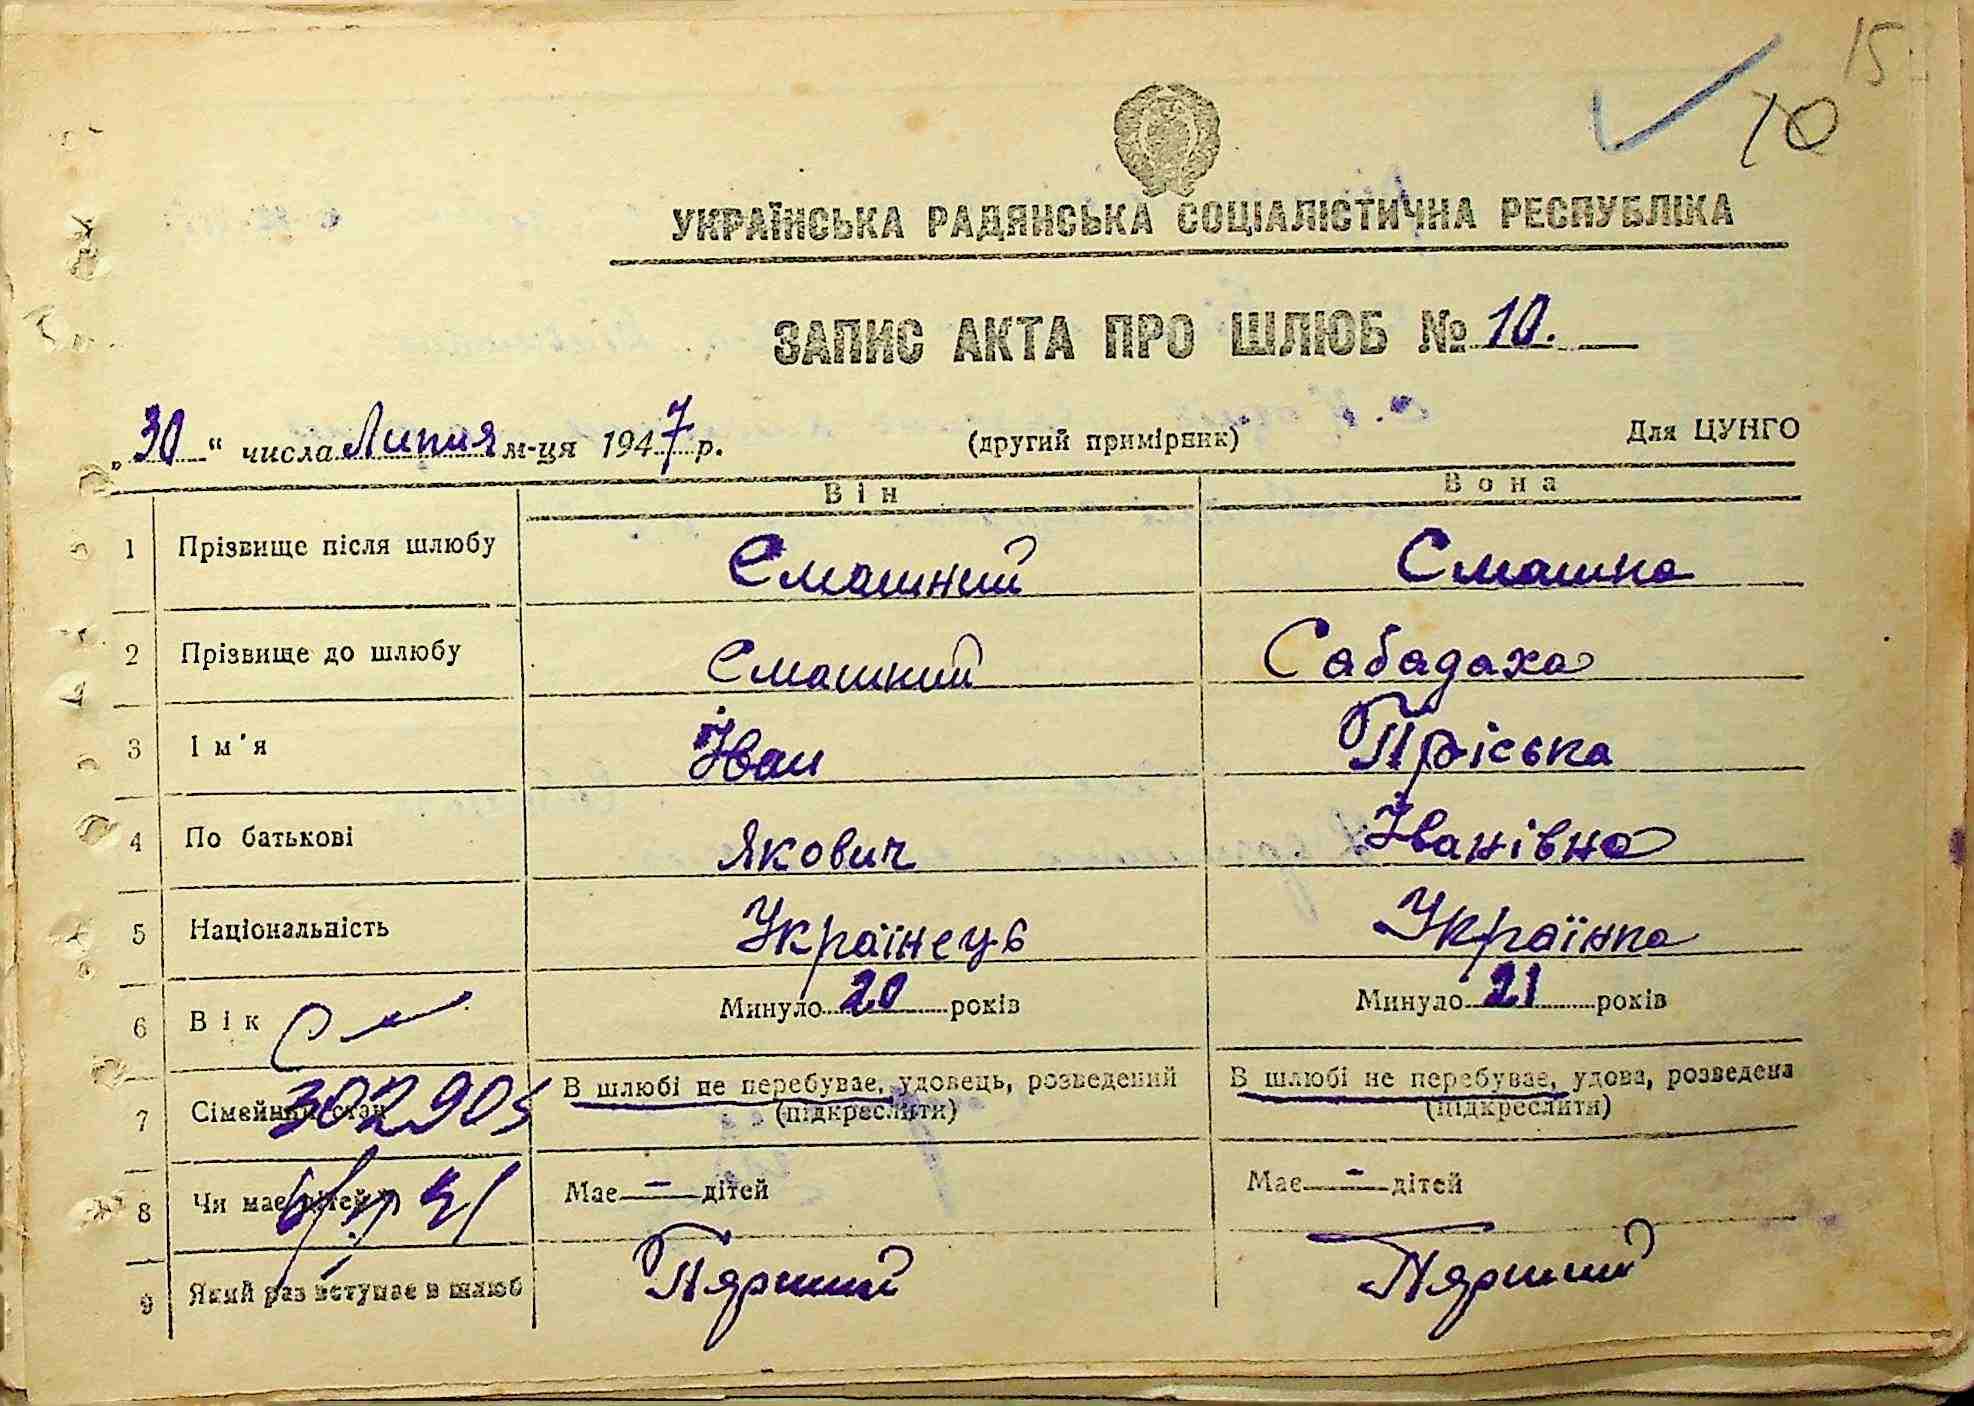 15
10
УКРАЇНСЬКА РАДЯНСЬКА СОЦІАЛІСТИЧНА РЕСПУБЛІКА
ЗАПИС АКТА ПРО ШЛЮБ № 10.
„30“ числа Липня м-ця 1947 р. (другий примірник) Для ЦУНГО
Він Вона
1 Прізвище після шлюбу Смашний Смашна
2 Прізвище до шлюбу Смашний Сабадаха
3 Ім'я Іван Пріська
4 По батькові Якович Іванівна
5 Національність Українець Українка
6 Вік Минуло 20 років Минуло 21 років
7 Сімейний стан В шлюбі не перебуває, удовець, розведений В шлюбі не перебуває, удова, розведена
(підкреслити) (підкреслити)
302905
8 Чи має дітей Має - дітей Має - дітей
9 Який раз вступає в шлюб Пярший Пярший